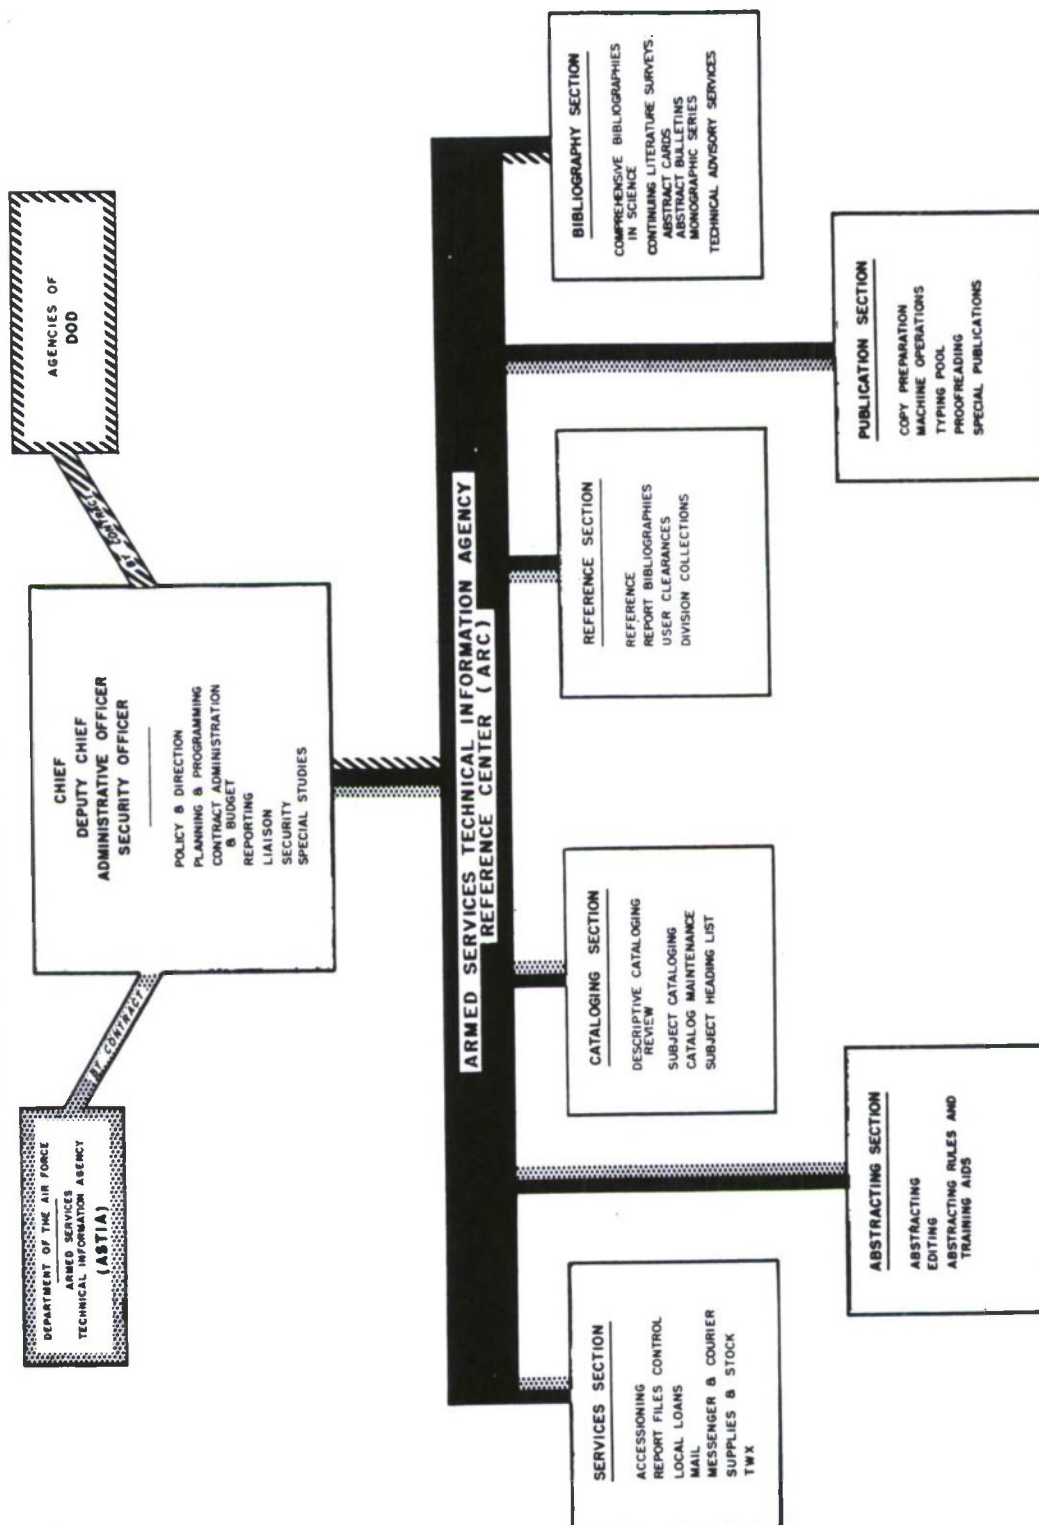 DEPARTMENT OF THE AIR FORCE
ARMED SERVICES
TECHNICAL INFORMATION AGENCY
(ASTIA)
BY CONTRACT
CHIEF
DEPUTY CHIEF
ADMINISTRATIVE OFFICER
SECURITY OFFICER
POLICY & DIRECTION
PLANNING & PROGRAMMING
CONTRACT ADMINISTRATION
& BUDGET
REPORTING
LIAISON
SECURITY
SPECIAL STUDIES
BY CONTRACT
AGENCIES OF
DOD
ARMED SERVICES TECHNICAL INFORMATION AGENCY
REFERENCE CENTER (ARC)
SERVICES SECTION
ACCESSIONING
REPORT FILES CONTROL
LOCAL LOANS
MAIL
MESSENGER & COURIER
SUPPLIES & STOCK
TWX
CATALOGING SECTION
DESCRIPTIVE CATALOGING
REVIEW
SUBJECT CATALOGING
CATALOG MAINTENANCE
SUBJECT HEADING LIST
REFERENCE SECTION
REFERENCE
REPORT BIBLIOGRAPHIES
USER CLEARANCES
DIVISION COLLECTIONS
BIBLIOGRAPHY SECTION
COMPREHENSIVE BIBLIOGRAPHIES
IN SCIENCE
CONTINUING LITERATURE SURVEYS.
ABSTRACT CARDS
ABSTRACT BULLETINS
MONOGRAPHIC SERIES
TECHNICAL ADVISORY SERVICES
ABSTRACTING SECTION
ABSTRACTING
EDITING
ABSTRACTING RULES AND
TRAINING AIDS
PUBLICATION SECTION
COPY PREPARATION
MACHINE OPERATIONS
TYPING POOL
PROOFREADING
SPECIAL PUBLICATIONS